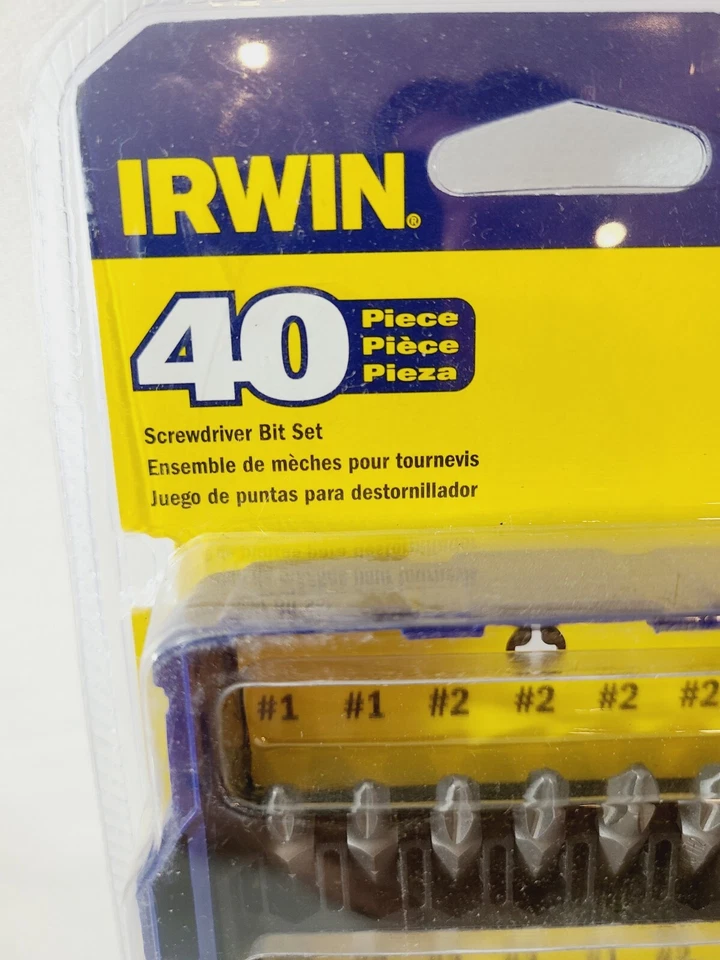 IRWIN®
40 Piece
Pièce
Pieza
Screwdriver Bit Set
Ensemble de mèches pour tournevis
Juego de puntas para destornillador
#1 #1 #2 #2 #2 #2